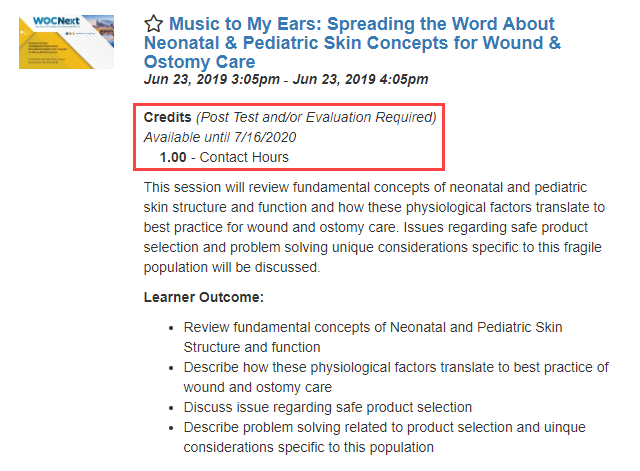 WOCNext
Music to My Ears: Spreading the Word About
Neonatal & Pediatric Skin Concepts for Wound &
Ostomy Care
Jun 23, 2019 3:05pm - Jun 23, 2019 4:05pm
Credits (Post Test and/or Evaluation Required)
Available until 7/16/2020
1.00 - Contact Hours
This session will review fundamental concepts of neonatal and pediatric
skin structure and function and how these physiological factors translate to
best practice for wound and ostomy care. Issues regarding safe product
selection and problem solving unique considerations specific to this fragile
population will be discussed.
Learner Outcome:
• Review fundamental concepts of Neonatal and Pediatric Skin
Structure and function
• Describe how these physiological factors translate to best practice of
wound and ostomy care
• Discuss issue regarding safe product selection
• Describe problem solving related to product selection and uinque
considerations specific to this population